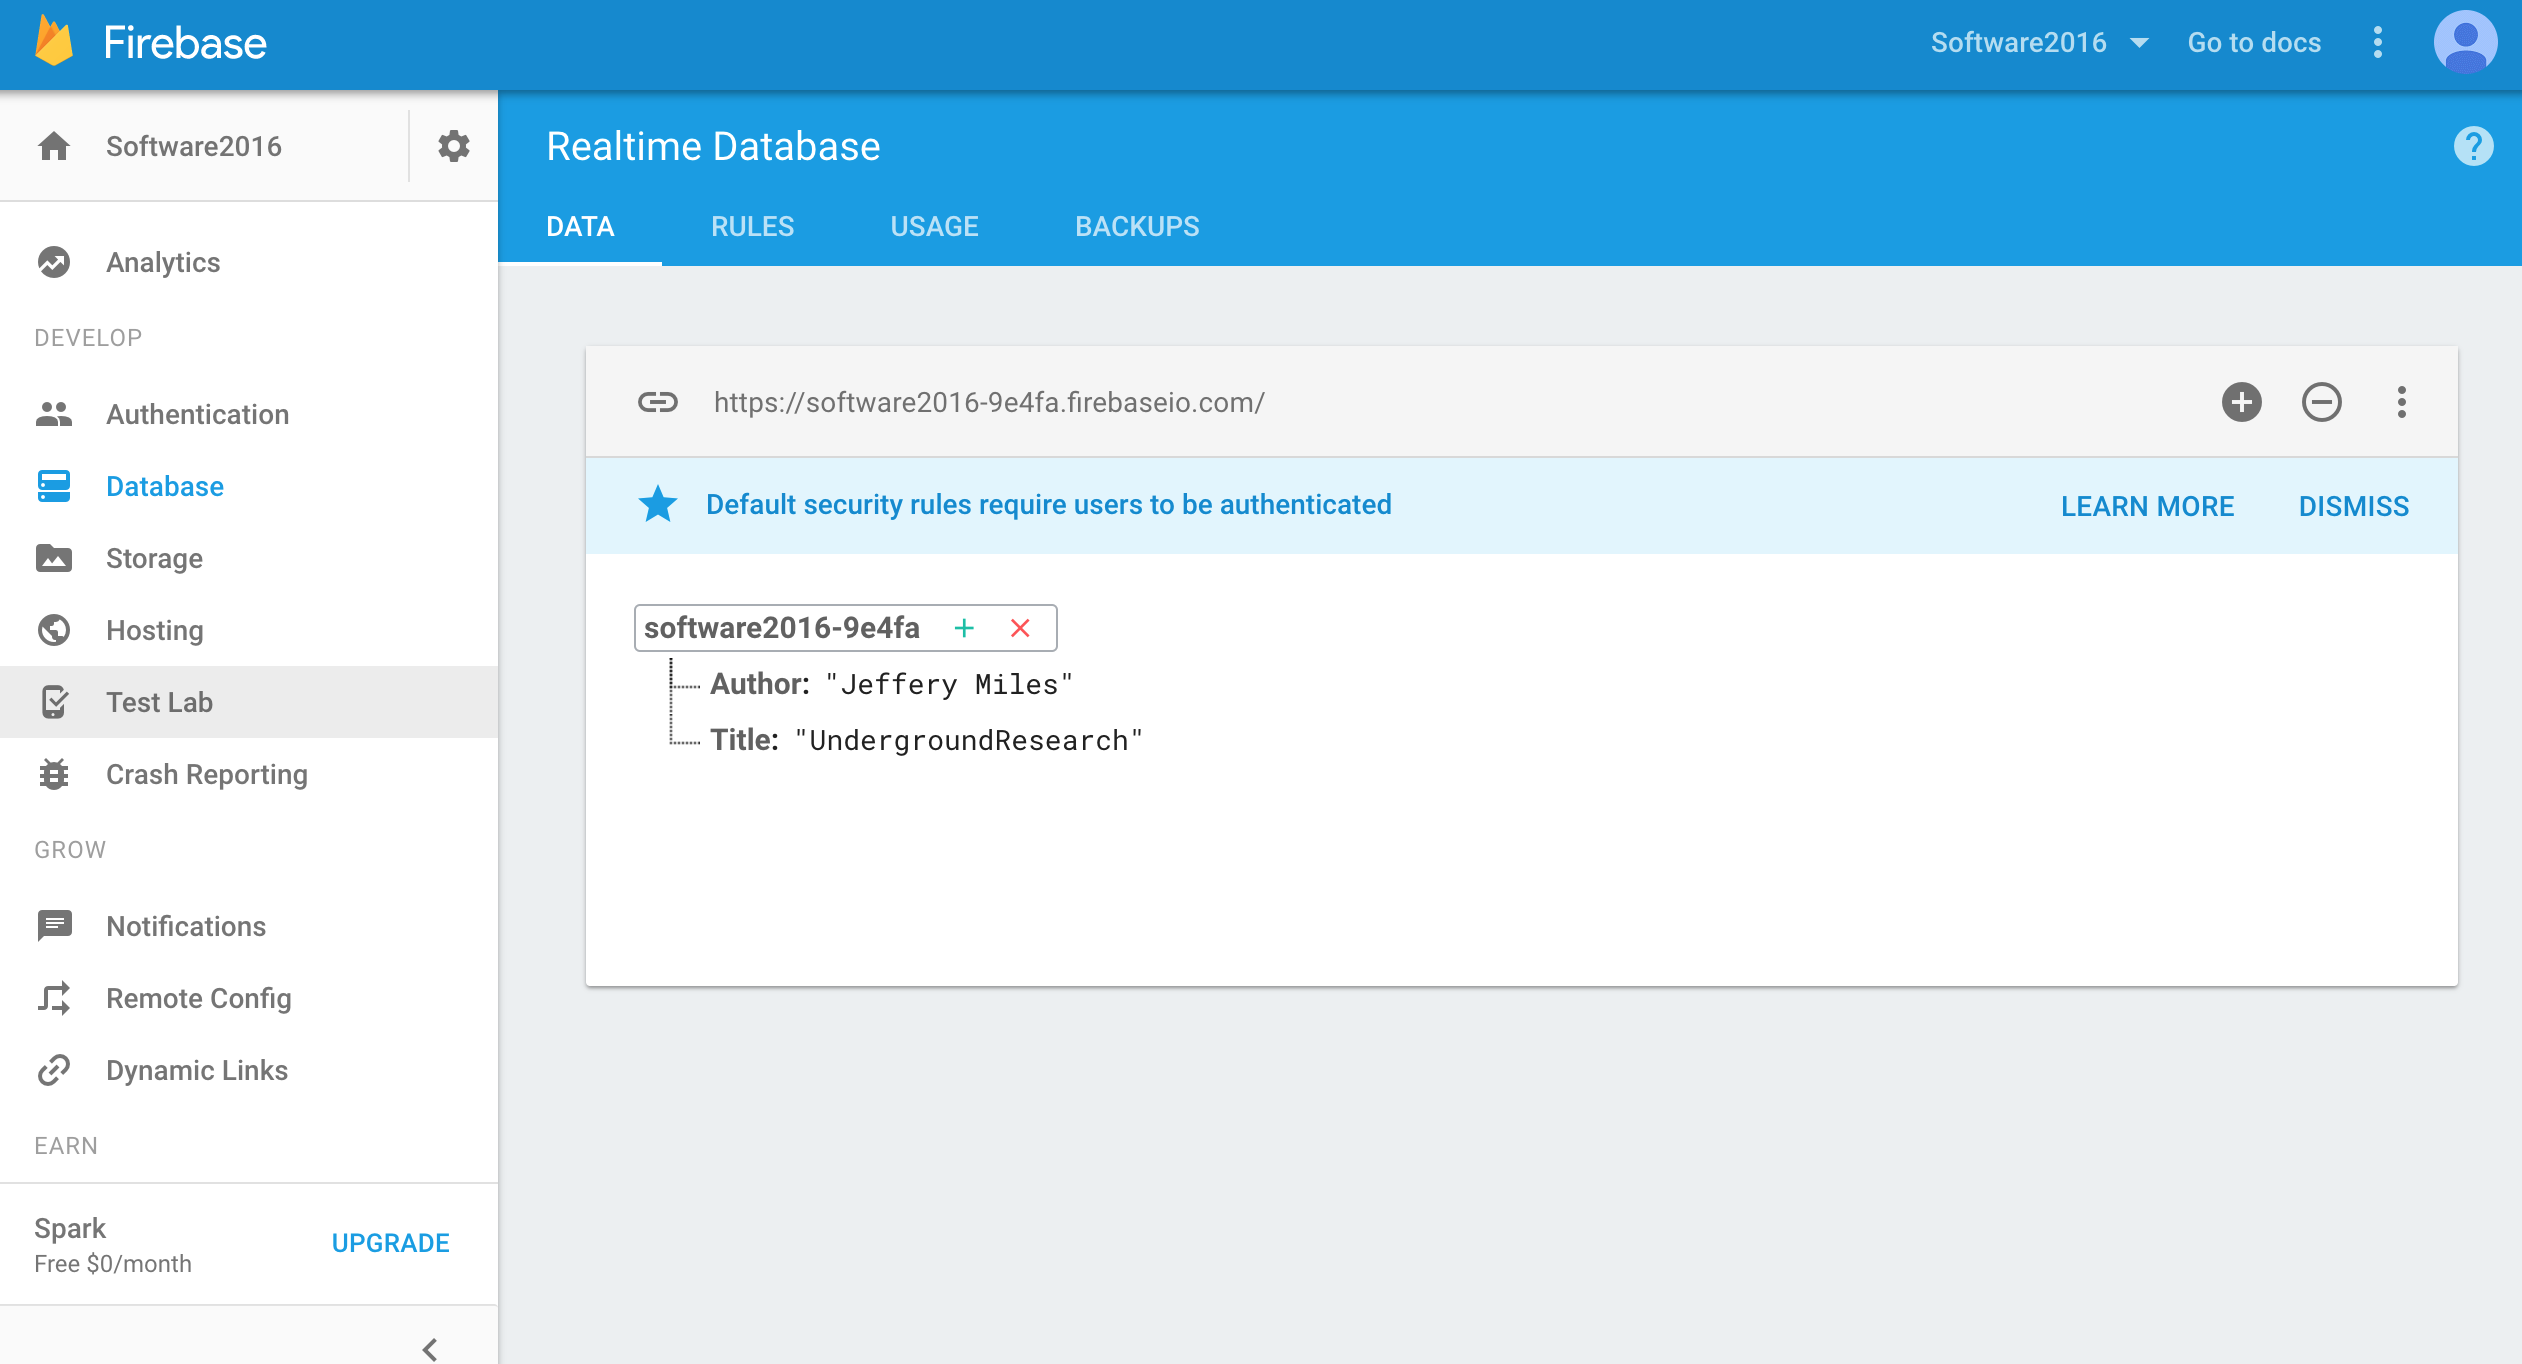 Firebase
Software2016
Go to docs
Software2016
Realtime Database
?
DATA
RULES
USAGE
BACKUPS
Analytics
DEVELOP
Authentication
Database
Storage
Hosting
Test Lab
Crash Reporting
GROW
Notifications
Remote Config
Dynamic Links
EARN
Spark
Free $0/month
UPGRADE
https://software2016-9e4fa.firebaseio.com/
Default security rules require users to be authenticated
LEARN MORE
DISMISS
software2016-9e4fa
Author: "Jeffery Miles"
Title: "UndergroundResearch"